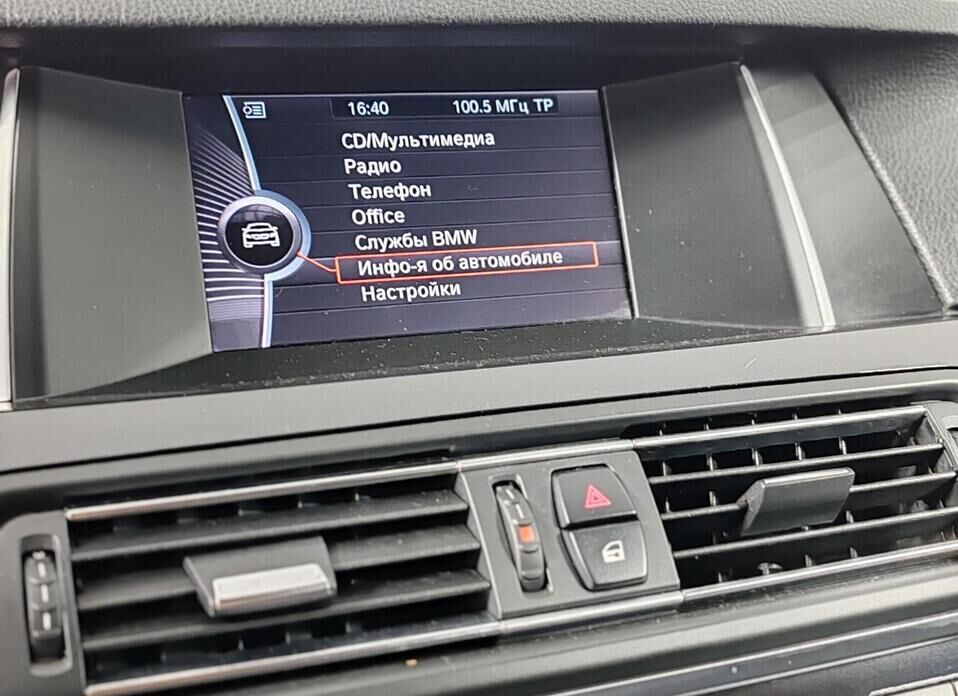 16:40 100.5 МГц TP
CD/Мультимедиа
Радио
Телефон
Office
Службы BMW
Инфо-я об автомобиле
Настройки